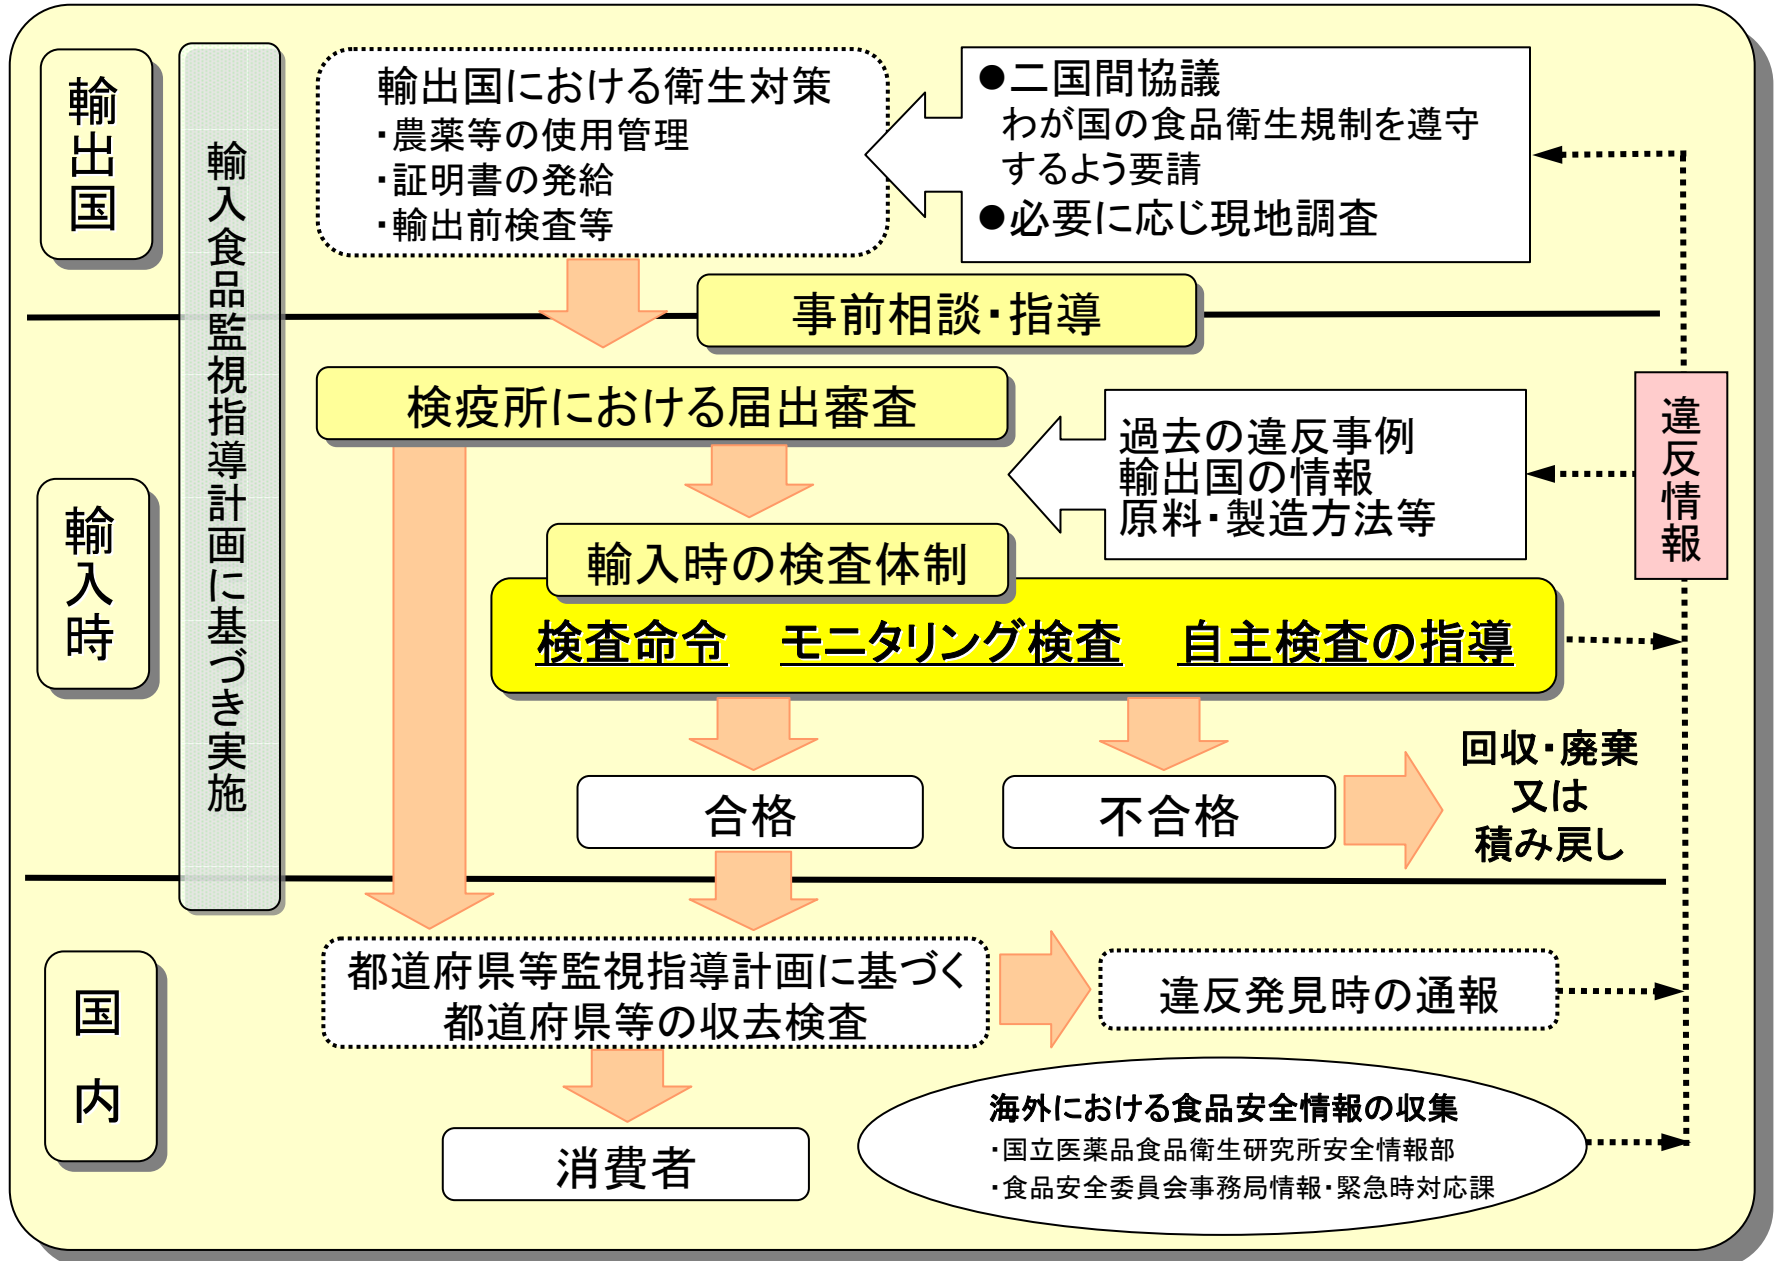 輸出国
輸入食品監視指導計画に基づき実施
輸出国における衛生対策
・農薬等の使用管理
・証明書の発給
・輸出前検査等
●二国間協議
わが国の食品衛生規制を遵守
するよう要請
●必要に応じ現地調査
事前相談・指導
輸入時
検疫所における届出審査
過去の違反事例
輸出国の情報
原料・製造方法等
違反情報
輸入時の検査体制
検査命令 モニタリング検査 自主検査の指導
合格
不合格
回収・廃棄
又は
積み戻し
国内
都道府県等監視指導計画に基づく
都道府県等の収去検査
違反発見時の通報
消費者
海外における食品安全情報の収集
・国立医薬品食品衛生研究所安全情報部
・食品安全委員会事務局情報・緊急時対応課